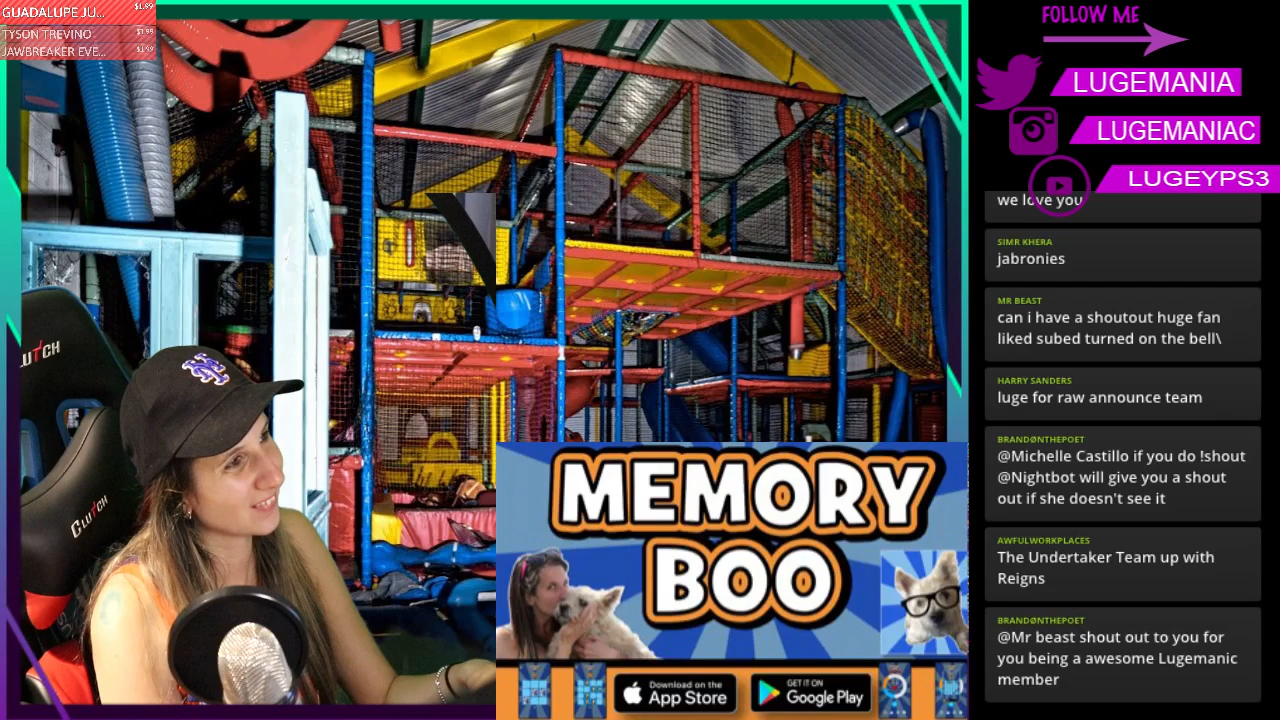 GUADALUPE JU... $1.99
TYSON TREVINO $1.99
JAWBREAKER EVE... $1.49
FOLLOW ME
LUGEMANIA
LUGEMANIAC
LUGEYPS3
we love you
SIMR KHERA
jabronies
MR BEAST
can i have a shoutout huge fan
liked subed turned on the bell\
HARRY SANDERS
luge for raw announce team
BRANDØNTHEPOET
@Michelle Castillo if you do !shout
@Nightbot will give you a shout
out if she doesn't see it
AWFULWORKPLACES
The Undertaker Team up with
Reigns
BRANDØNTHEPOET
@Mr beast shout out to you for
you being a awesome Lugemanic
member
CLUTCH
MEMORY
BOO
Download on the
App Store
GET IT ON
Google Play